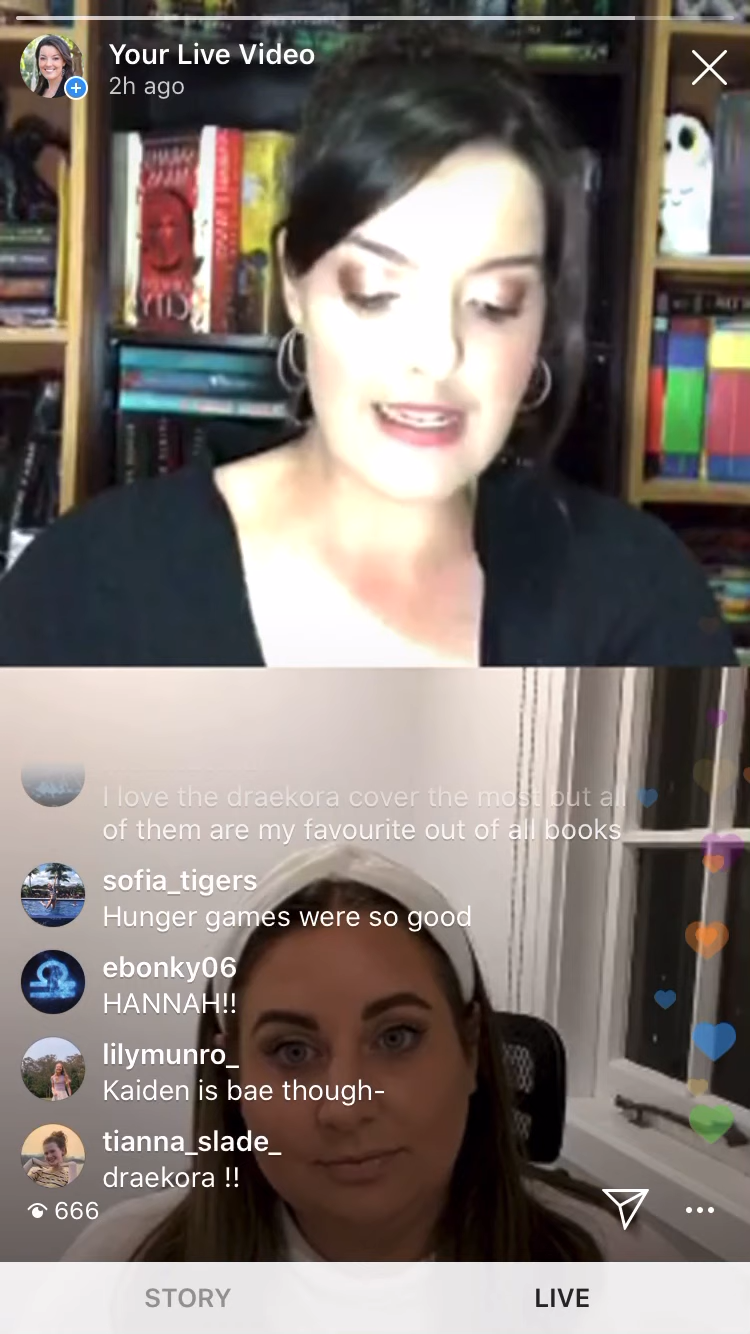 Your Live Video
2h ago
CITY
I love the draekora cover the most but all
of them are my favourite out of all books
sofia_tigers
Hunger games were so good
ebonky06
HANNAH!!
lilymunro_
Kaiden is bae though-
tianna_slade_
draekora !!
666
STORY
LIVE